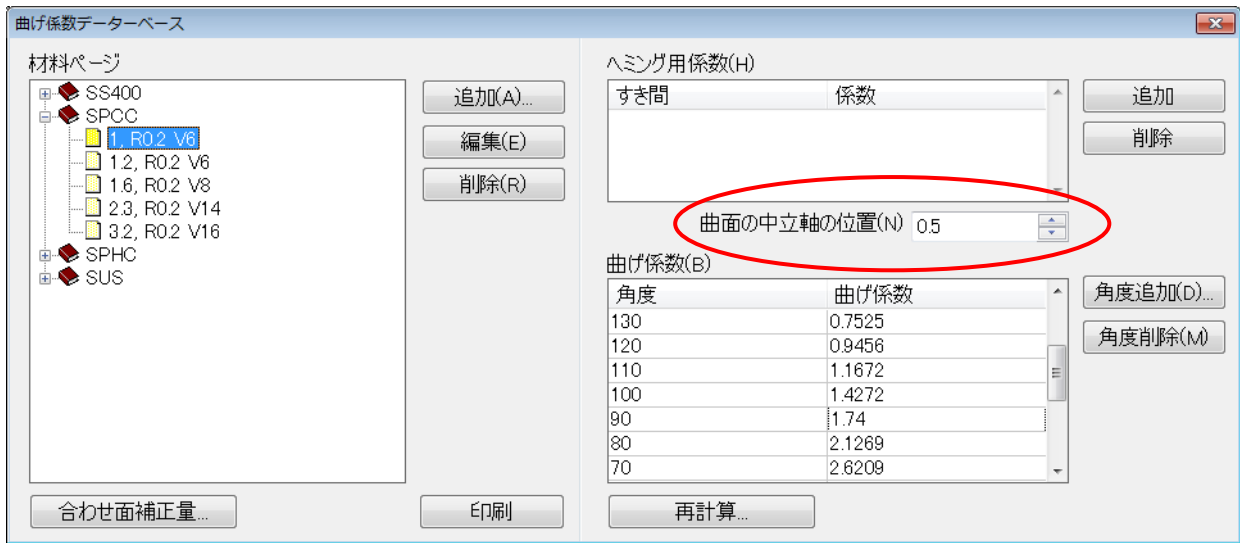 曲げ係数データーベース
材料ページ
SS400
SPCC
1, R0.2 V6
1.2, R0.2 V6
1.6, R0.2 V8
2.3, R0.2 V14
3.2, R0.2 V16
SPHC
SUS
追加(A)...
編集(E)
削除(R)
合わせ面補正量...
印刷
ヘミング用係数(H)
すき間 係数
追加
削除
曲面の中立軸の位置(N) 0.5
曲げ係数(B)
角度 曲げ係数
130 0.7525
120 0.9456
110 1.1672
100 1.4272
90 1.74
80 2.1269
70 2.6209
角度追加(D)...
角度削除(M)
再計算...